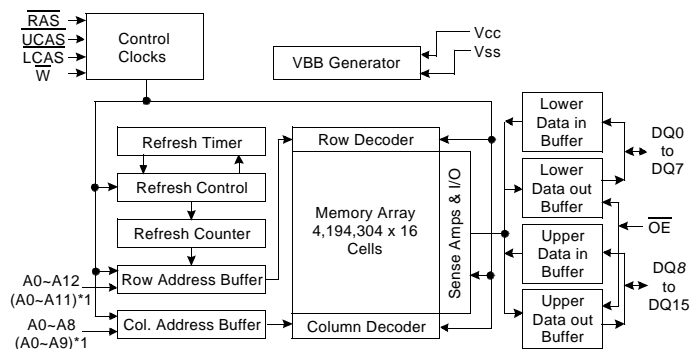 RAS
UCAS
LCAS
W
Control
Clocks
VBB Generator
Vcc
Vss
Refresh Timer
Refresh Control
Refresh Counter
Row Address Buffer
Col. Address Buffer
A0~A12
(A0~A11)*1
A0~A8
(A0~A9)*1
Row Decoder
Memory Array
4,194,304 x 16
Cells
Column Decoder
Sense Amps & I/O
Lower
Data in
Buffer
Lower
Data out
Buffer
Upper
Data in
Buffer
Upper
Data out
Buffer
DQ0
to
DQ7
OE
DQ8
to
DQ15